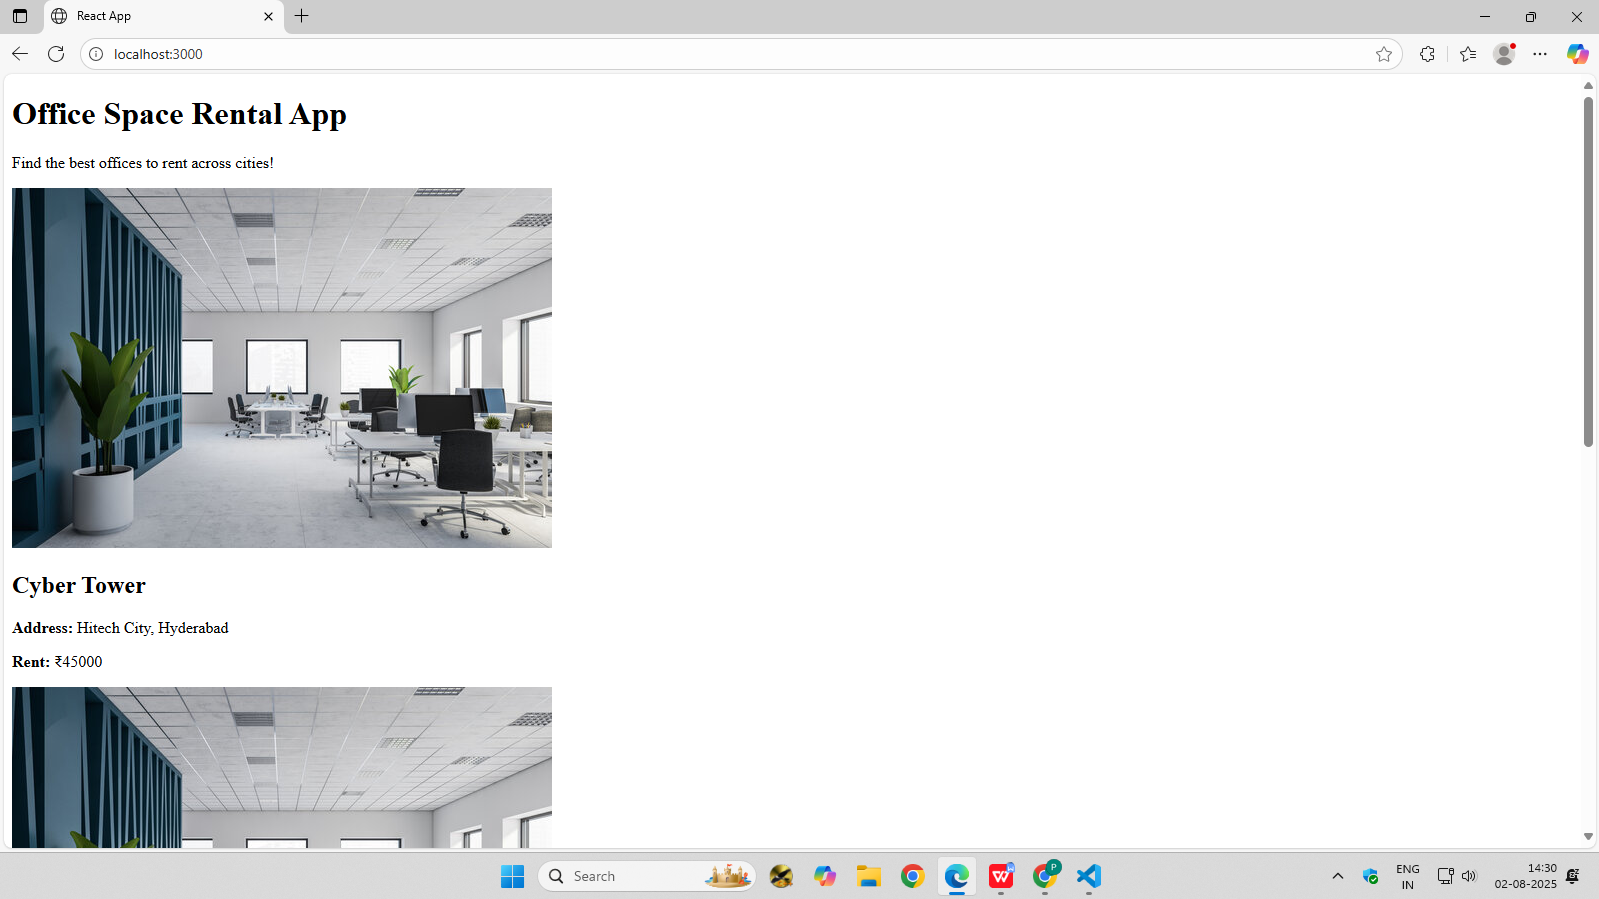 React App
localhost:3000
Office Space Rental App
Find the best offices to rent across cities!
Cyber Tower
Address: Hitech City, Hyderabad
Rent: ₹45000
Search
W
P
ENG
IN
14:30
02-08-2025